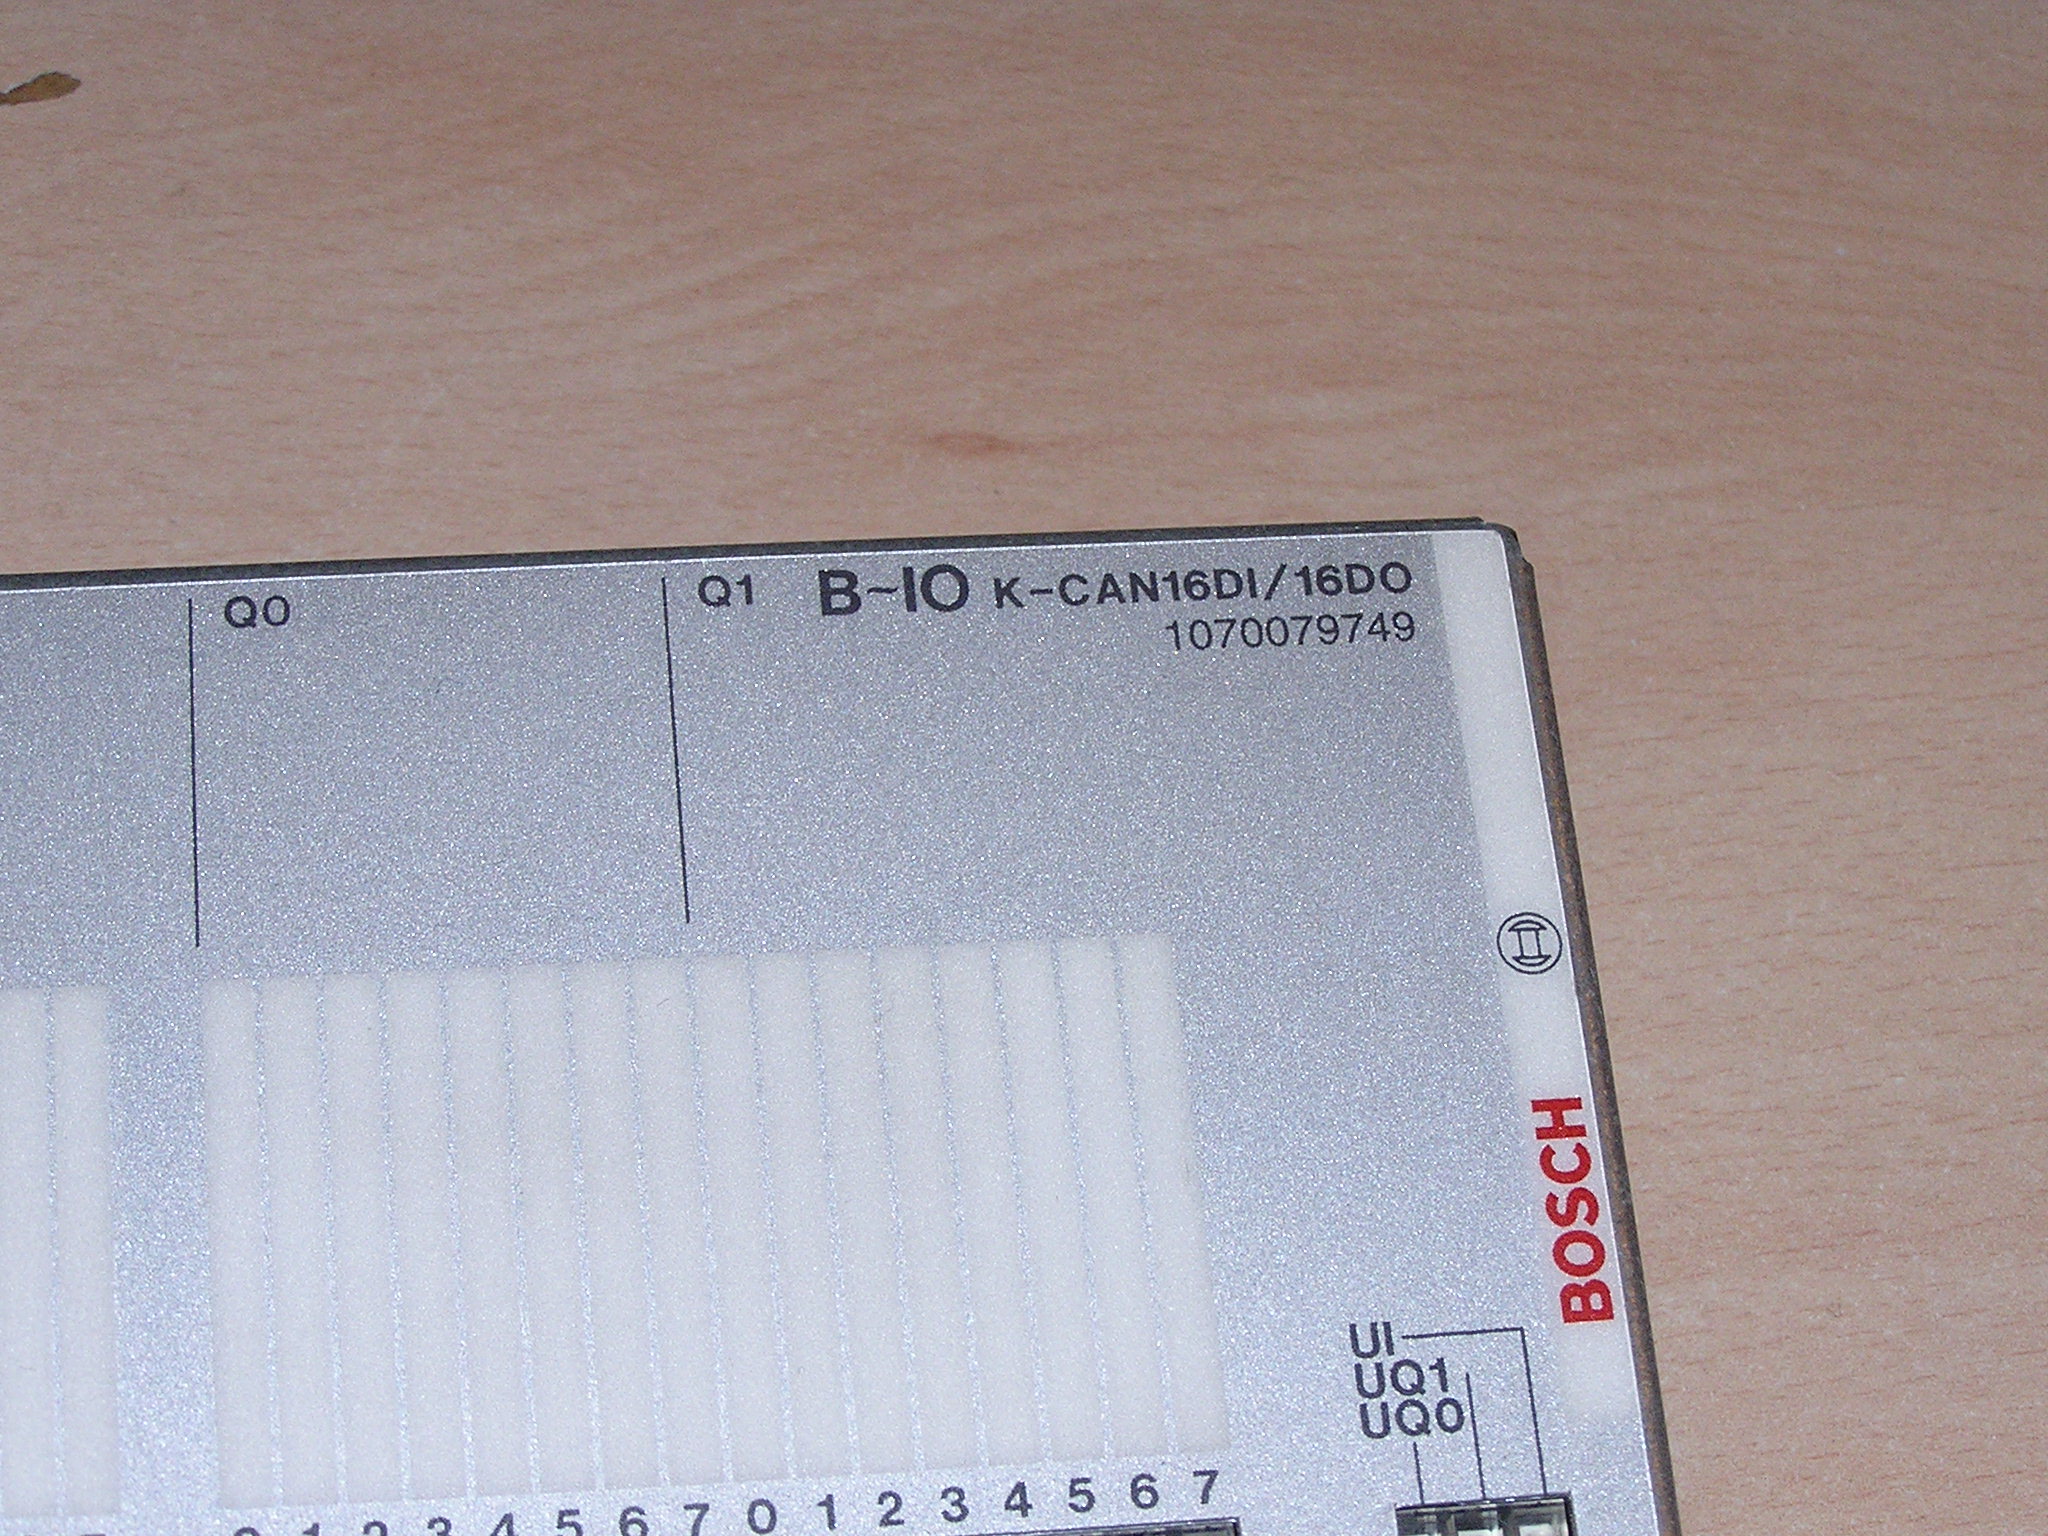 Q0
Q1
B~IO K-CAN16DI/16DO
1070079749
BOSCH
UI
UQ1
UQ0
0 1 2 3 4 5 6 7 0 1 2 3 4 5 6 7